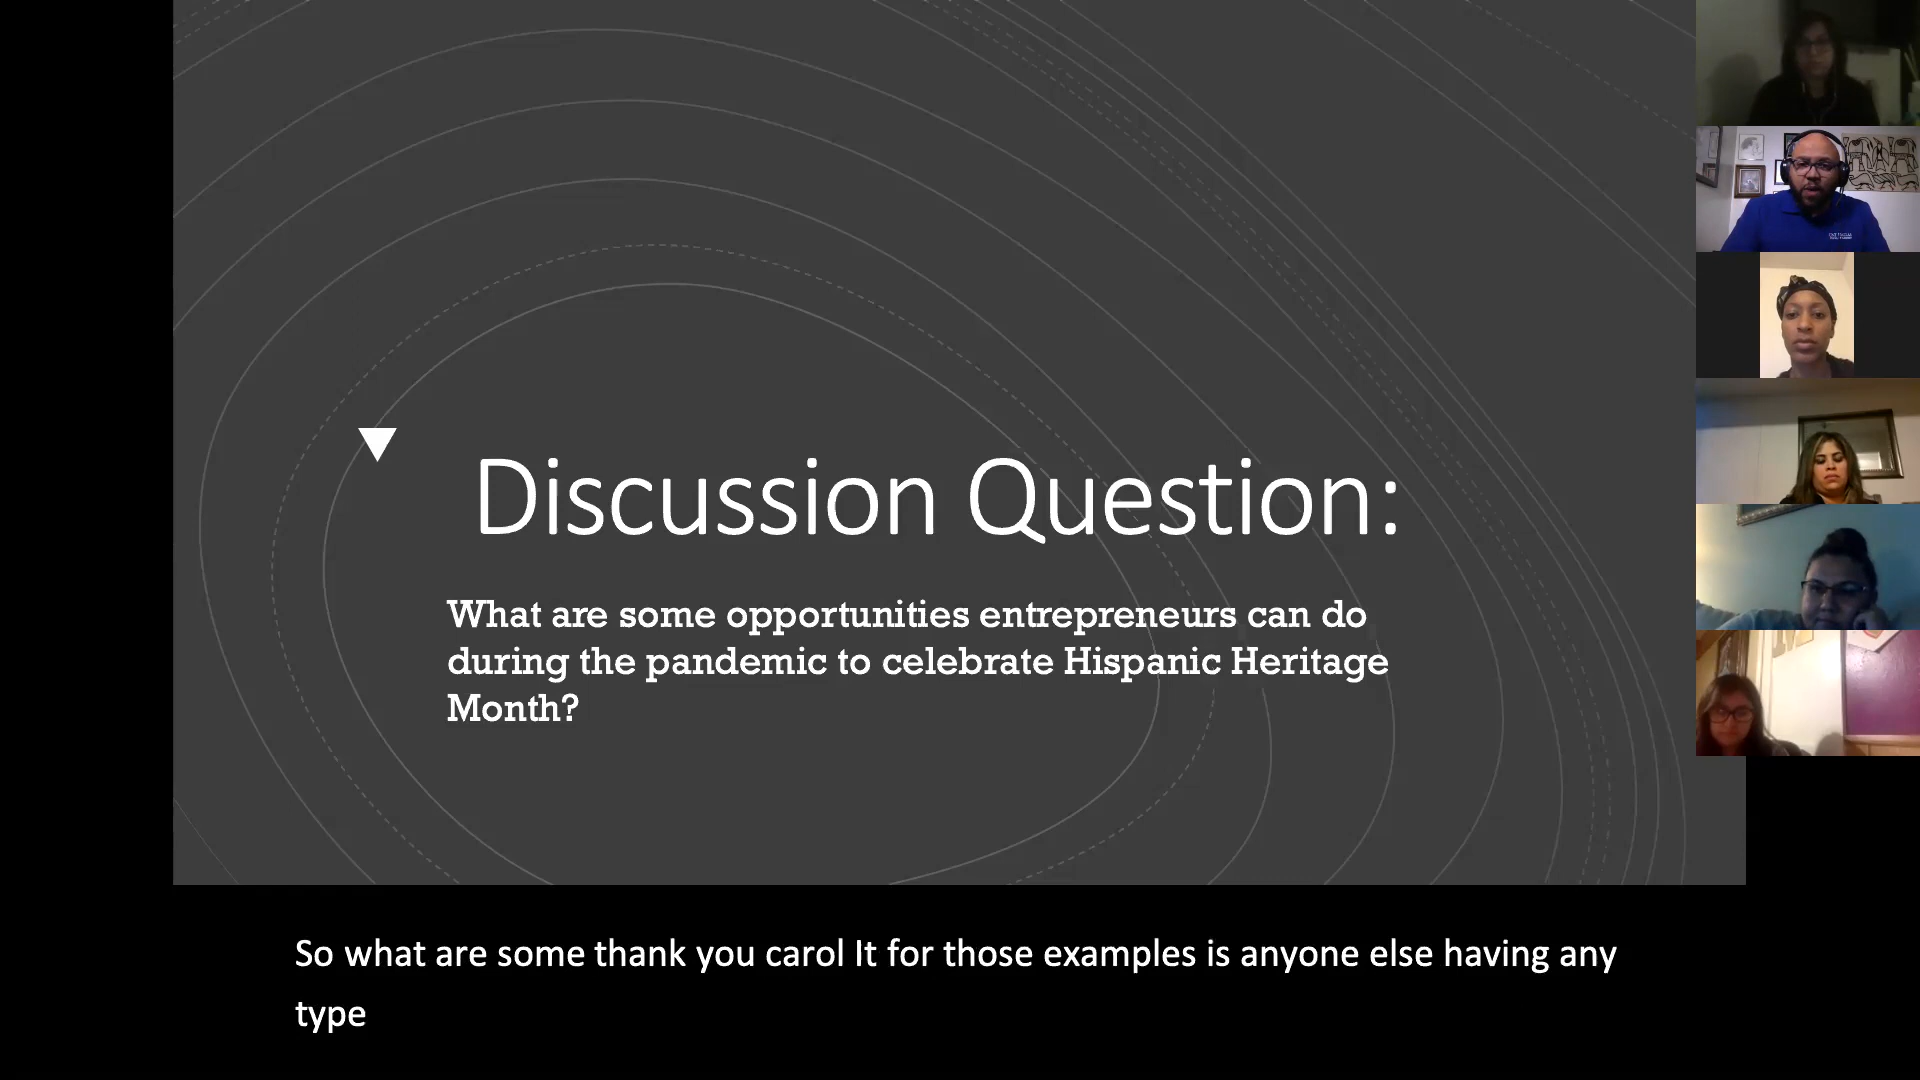 Discussion Question:
What are some opportunities entrepreneurs can do
during the pandemic to celebrate Hispanic Heritage
Month?
So what are some thank you carol It for those examples is anyone else having any
type